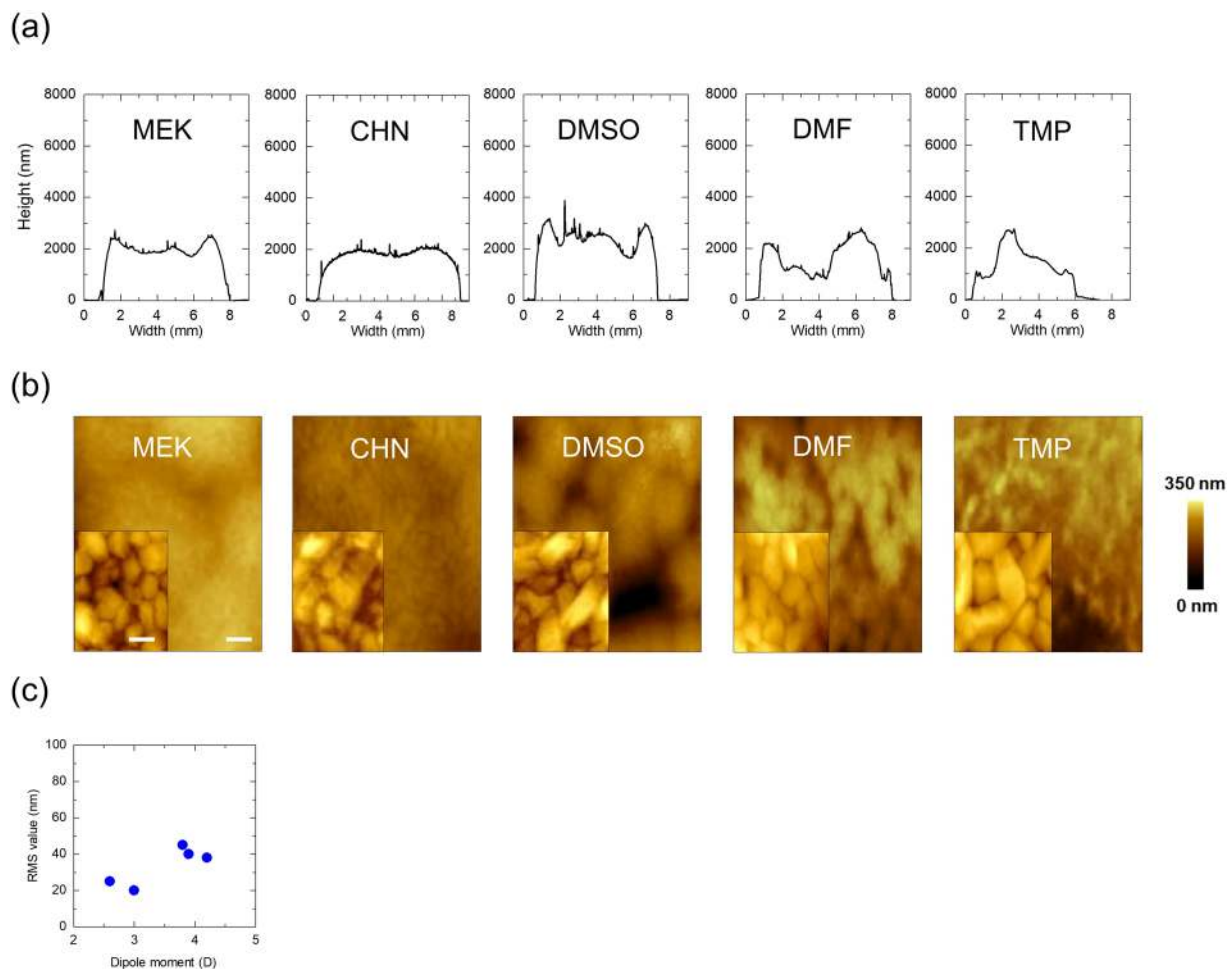 (a)
8000 8000 8000 8000 8000
MEK CHN DMSO DMF TMP
6000 6000 6000 6000 6000
Height (nm)
4000 4000 4000 4000 4000
2000 2000 2000 2000 2000
0 0 0 0 0
0 2 4 6 8 0 2 4 6 8 0 2 4 6 8 0 2 4 6 8 0 2 4 6 8
Width (mm) Width (mm) Width (mm) Width (mm) Width (mm)
(b)
MEK CHN DMSO DMF TMP
350 nm
0 nm
(c)
100
80
60
RMS value (nm)
40
20
0
2 3 4 5
Dipole moment (D)